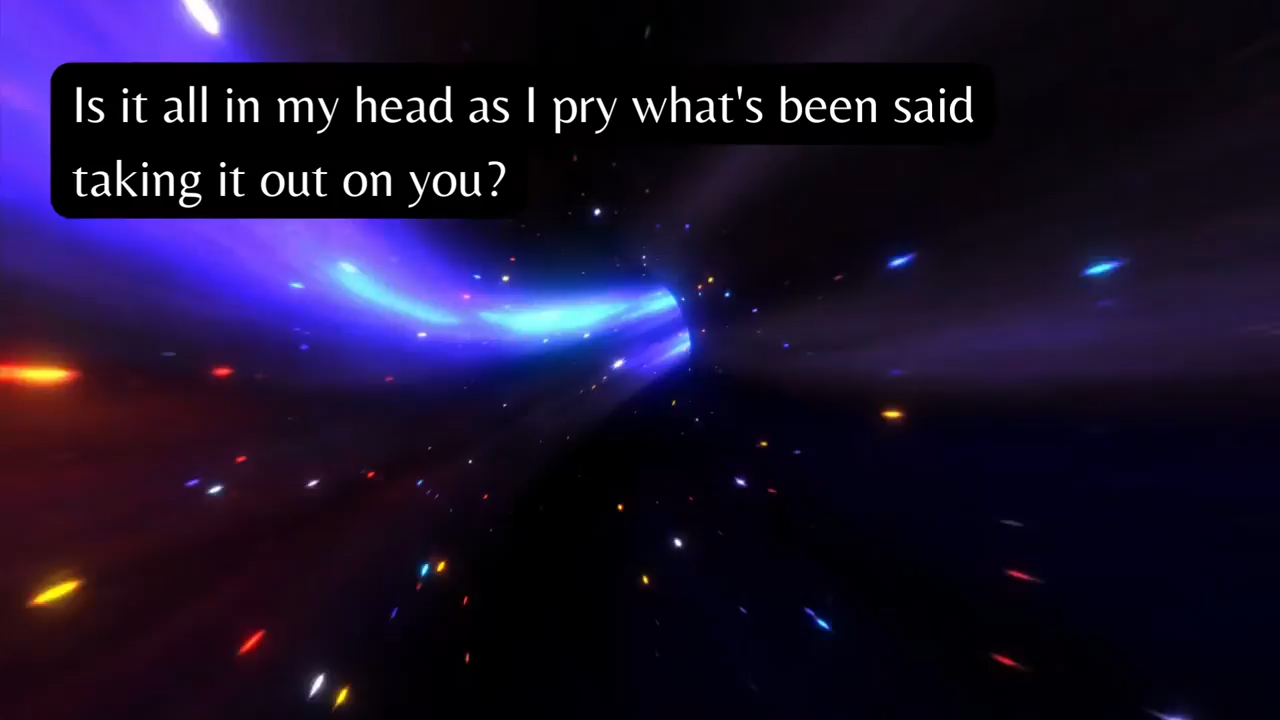 Is it all in my head as I pry what's been said
taking it out on you?